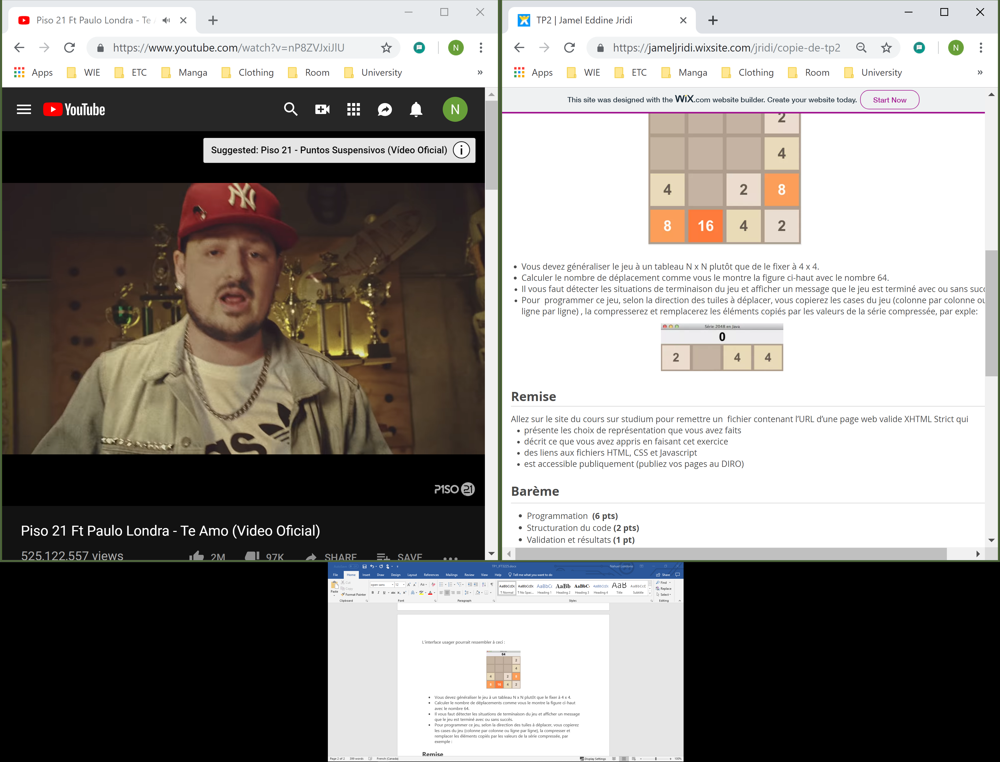 Piso 21 Ft Paulo Londra - Te
https://www.youtube.com/watch?v=nP8ZVJxiJlU
N
Apps WIE ETC Manga Clothing Room University »
YouTube
N
Suggested: Piso 21 - Puntos Suspensivos (Vídeo Oficial) i
NY
P1SO 21
Piso 21 Ft Paulo Londra - Te Amo (Video Oficial)
525,122,557 views 2M 97K SHARE SAVE
TP2 | Jamel Eddine Jridi
https://jameljridi.wixsite.com/jridi/copie-de-tp2
N
Apps WIE ETC Manga Clothing Room University »
This site was designed with the WiX.com website builder. Create your website today. Start Now
2
4
4 2 8
8 16 4 2
• Vous devez généraliser le jeu à un tableau N x N plutôt que de le fixer à 4 x 4.
• Calculer le nombre de déplacement comme vous le montre la figure ci-haut avec le nombre 64.
• Il vous faut détecter les situations de terminaison du jeu et afficher un message que le jeu est terminé avec ou sans succ
• Pour programmer ce jeu, selon la direction des tuiles à déplacer, vous copierez les cases du jeu (colonne par colonne ou
ligne par ligne) , la compresserez et remplacerez les éléments copiés par les valeurs de la série compressée, par exple:
Série 2048 en Java
0
2 4 4
Remise
Allez sur le site du cours sur studium pour remettre un fichier contenant l’URL d’une page web valide XHTML Strict qui
• présente les choix de représentation que vous avez faits
• décrit ce que vous avez appris en faisant cet exercice
• des liens aux fichiers HTML, CSS et Javascript
• est accessible publiquement (publiez vos pages au DIRO)
Barème
• Programmation (6 pts)
• Structuration du code (2 pts)
• Validation et résultats (1 pt)
AutoSave Off TP1_IFT3225.docx Nahuel Londono
File Home Insert Draw Design Layout References Mailings Review View Help Tell me what you want to do Share
Paste Cut Copy Format Painter
open sans 12
AaBbCcDc AaBbCcDc AaBbCc AaBb AaBbC AaBbCcDc AaB AaBbCcD
¶ Normal ¶ No Spac... Heading 1 Heading 2 Heading 3 Heading 4 Title Subtitle
Find
Replace
Select
Clipboard Font Paragraph Styles Editing
L’interface usager pourrait ressembler à ceci :
64
2
4
4 2 8
8 16 4 2
• Vous devez généraliser le jeu à un tableau N x N plutôt que le fixer à 4 x 4.
• Calculer le nombre de déplacements comme vous le montre la figure ci-haut
avec le nombre 64.
• Il vous faut détecter les situations de terminaison du jeu et afficher un message
que le jeu est terminé avec ou sans succès.
• Pour programmer ce jeu, selon la direction des tuiles à déplacer, vous copierez
les cases du jeu (colonne par colonne ou ligne par ligne), la compresser et
remplacer les éléments copiés par les valeurs de la série compressée, par
exemple :
Remise
Page 2 of 2 399 words French (Canada) Display Settings 100%